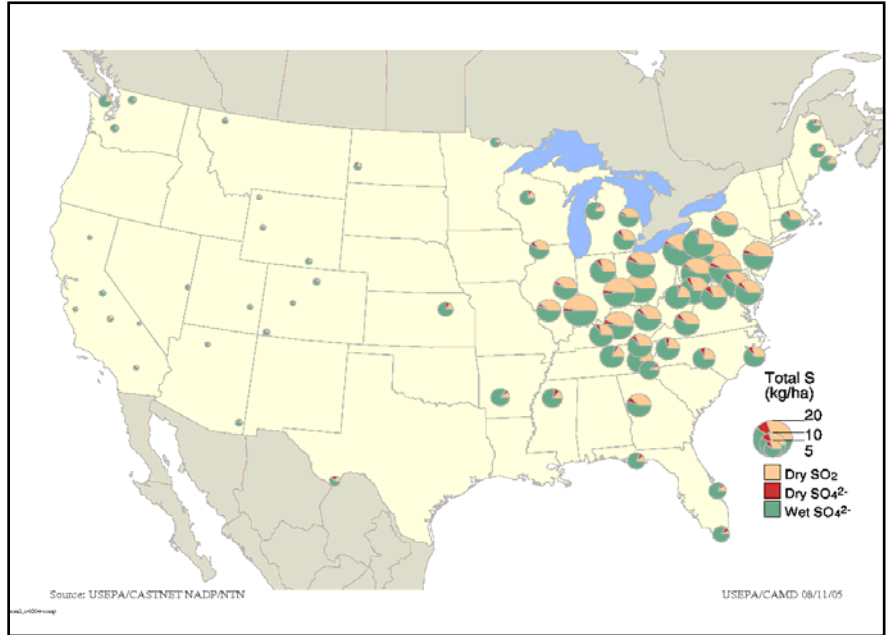 Total S
(kg/ha)
20
10
5
Dry SO₂
Dry SO₄²⁻
Wet SO₄²⁻
Source: USEPA/CASTNET NADP/NTN
USEPA/CAMD 08/11/05